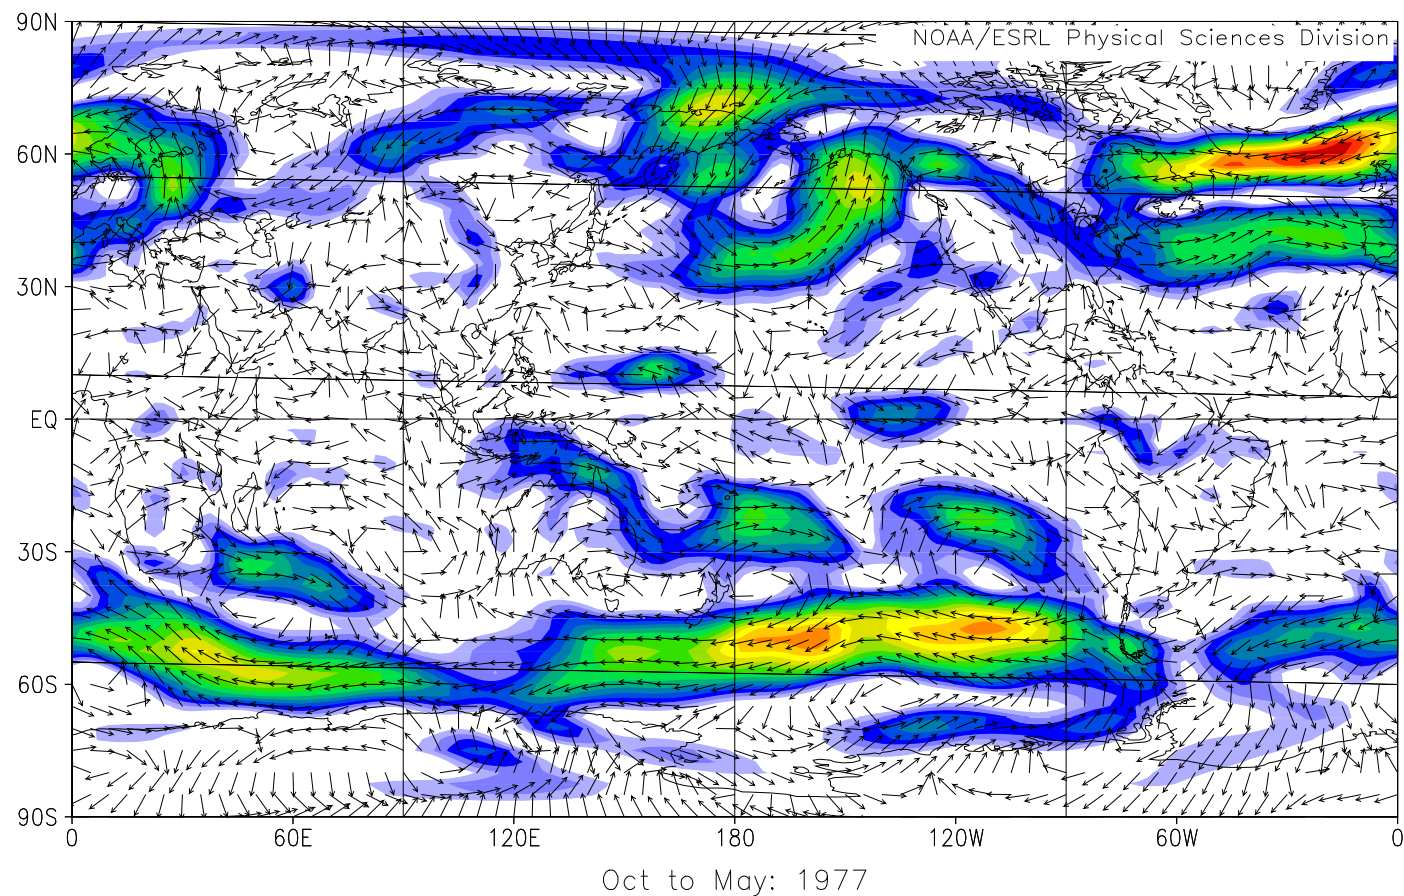 NOAA/ESRL Physical Sciences Division
90N
60N
30N
EQ
30S
60S
90S
0 60E 120E 180 120W 60W 0
Oct to May: 1977